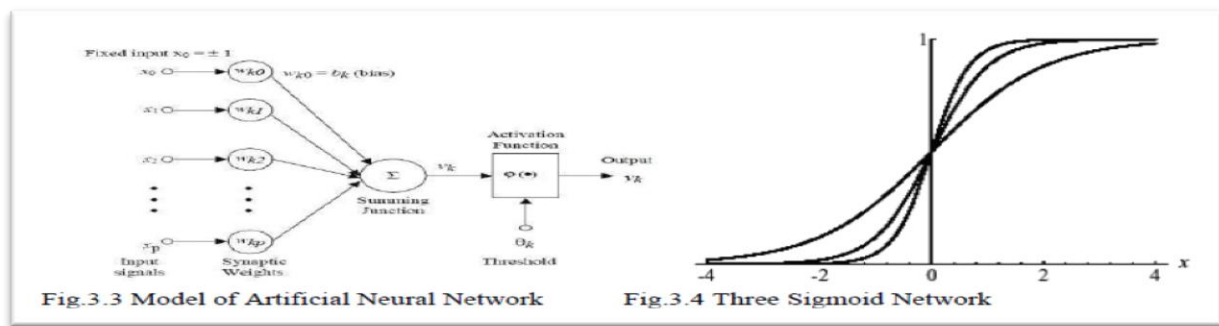 Fixed input x₀ = ± 1
x₀
wk0
wk0 = bk (bias)
x₁
wk1
x₂
wk2
xp
wkp
Input
signals
Synaptic
Weights
Σ
Summing
Junction
vk
Activation
Function
φ(•)
θk
Threshold
Output
yk
Fig.3.3 Model of Artificial Neural Network
1
-4
-2
0
2
4
x
Fig.3.4 Three Sigmoid Network